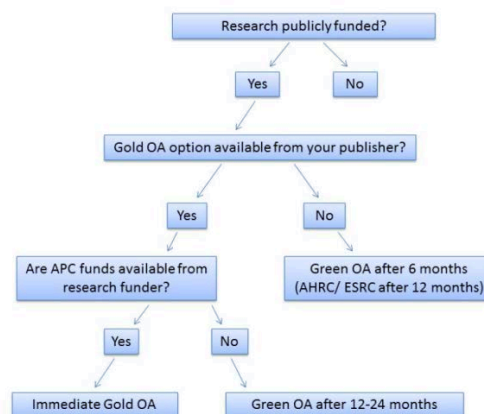 Research publicly funded?
Yes
No
Gold OA option available from your publisher?
Yes
No
Are APC funds available from
research funder?
Green OA after 6 months
(AHRC/ ESRC after 12 months)
Yes
No
Immediate Gold OA
Green OA after 12-24 months